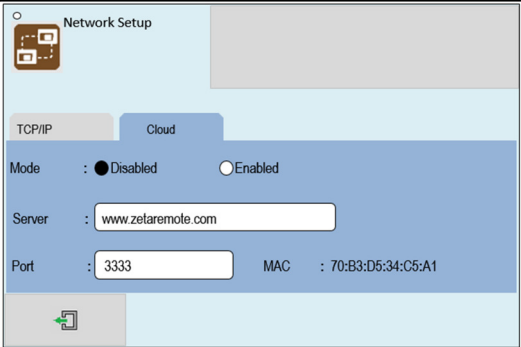 Network Setup
TCP/IP Cloud
Mode : Disabled Enabled
Server : www.zetaremote.com
Port : 3333 MAC : 70:B3:D5:34:C5:A1